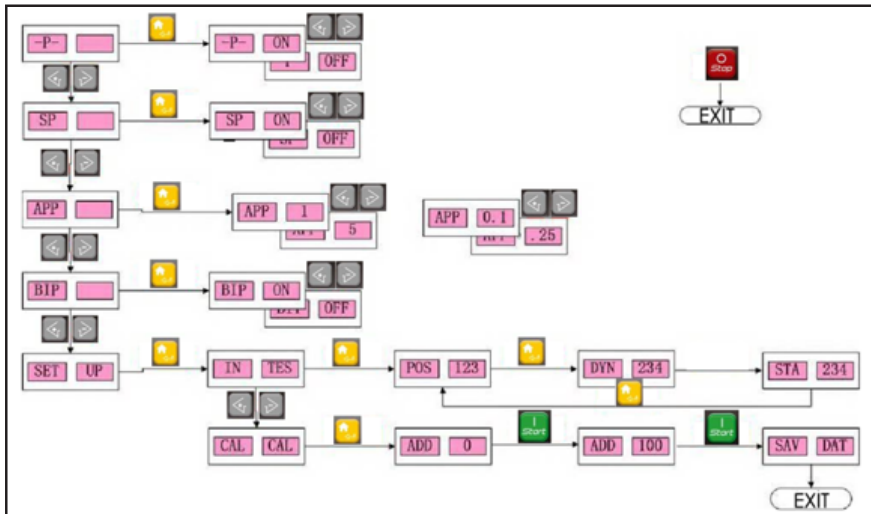 -P-
-P- ON
OFF
Stop
EXIT
SP
SP ON
OFF
APP
APP 1
5
APP 0.1
.25
BIP
BIP ON
OFF
SET UP
IN TES
POS 123
DYN 234
STA 234
CAL CAL
ADD 0
Start
ADD 100
Start
SAV DAT
EXIT